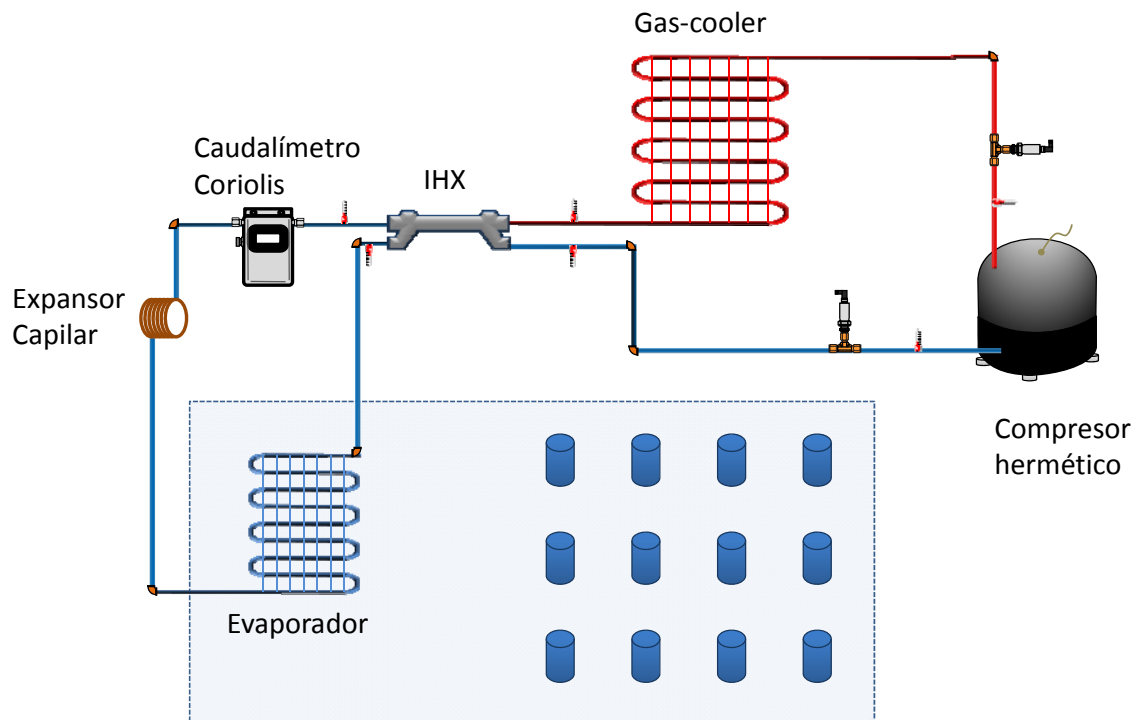 Gas-cooler
Caudalímetro
Coriolis
IHX
Expansor
Capilar
Compresor
hermético
Evaporador